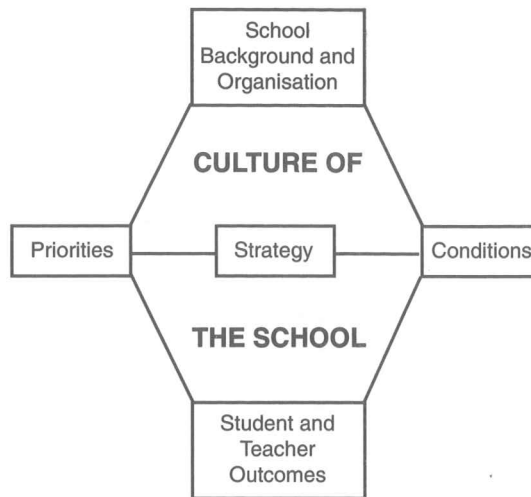 School
Background and
Organisation
CULTURE OF
Priorities
Strategy
Conditions
THE SCHOOL
Student and
Teacher
Outcomes